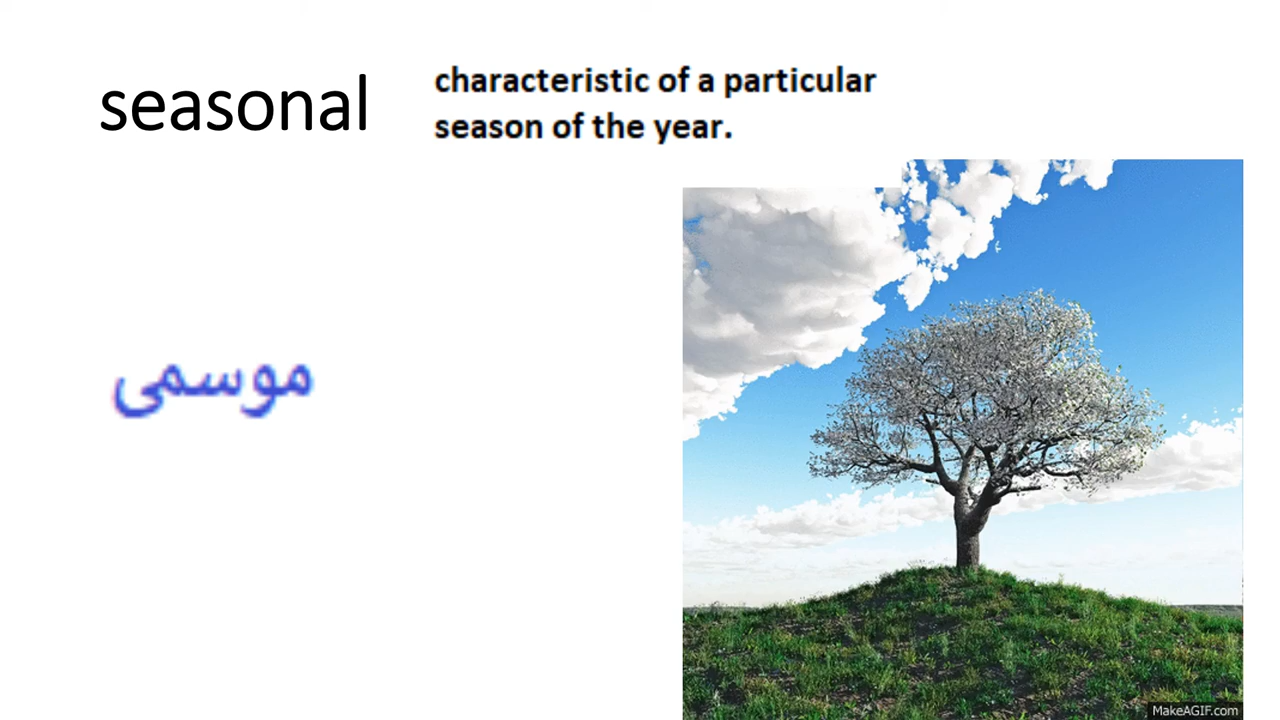 seasonal
characteristic of a particular
season of the year.
موسمی
MakeAGIF.com